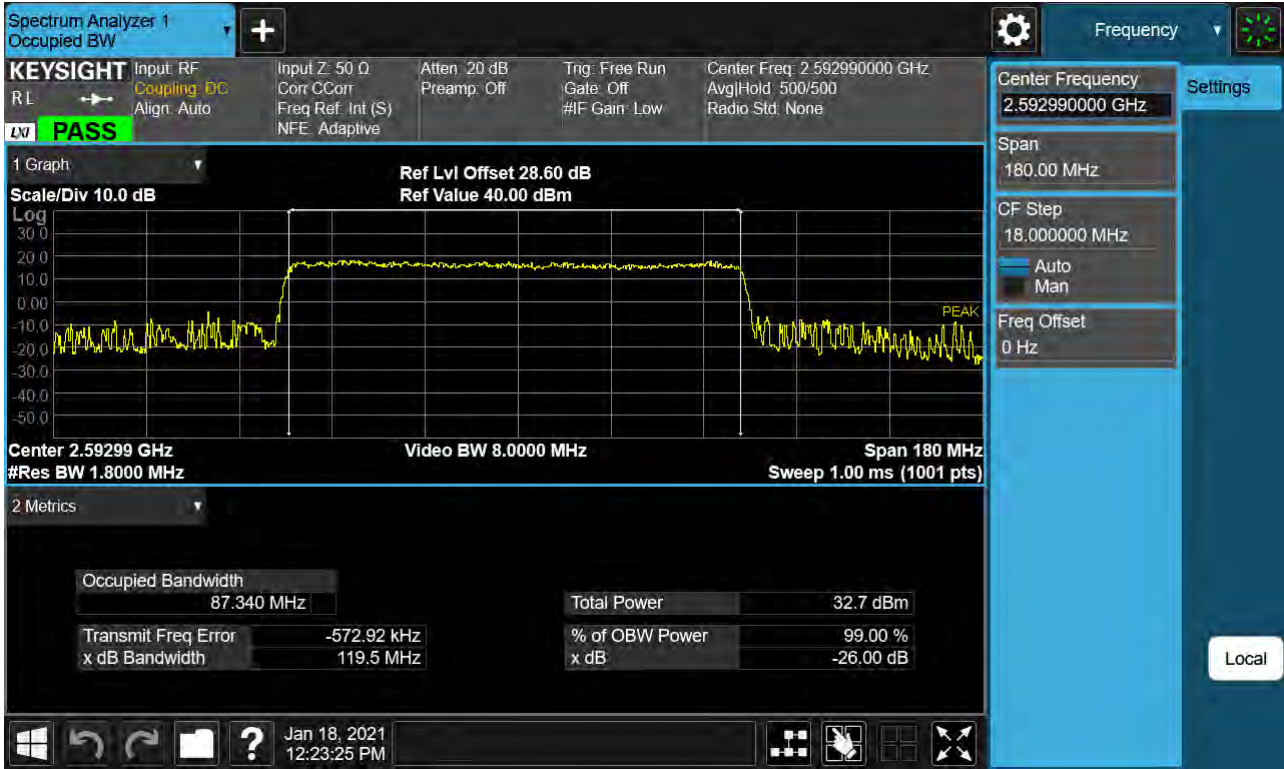 Spectrum Analyzer 1
Occupied BW
Frequency
KEYSIGHT
R L
LXI PASS
Input: RF
Coupling: DC
Align: Auto
Input Z: 50 Ω
Corr CCorr
Freq Ref: Int (S)
NFE: Adaptive
Atten: 20 dB
Preamp: Off
Trig: Free Run
Gate: Off
#IF Gain: Low
Center Freq: 2.592990000 GHz
Avg|Hold: 500/500
Radio Std: None
1 Graph
Scale/Div 10.0 dB
Ref Lvl Offset 28.60 dB
Ref Value 40.00 dBm
Log
30.0
20.0
10.0
0.00
-10.0
-20.0
-30.0
-40.0
-50.0
PEAK
Center 2.59299 GHz
#Res BW 1.8000 MHz
Video BW 8.0000 MHz
Span 180 MHz
Sweep 1.00 ms (1001 pts)
2 Metrics
Occupied Bandwidth
87.340 MHz
Transmit Freq Error -572.92 kHz
x dB Bandwidth 119.5 MHz
Total Power 32.7 dBm
% of OBW Power 99.00 %
x dB -26.00 dB
Center Frequency
2.592990000 GHz
Span
180.00 MHz
CF Step
18.000000 MHz
Auto
Man
Freq Offset
0 Hz
Settings
Local
?
Jan 18, 2021
12:23:25 PM